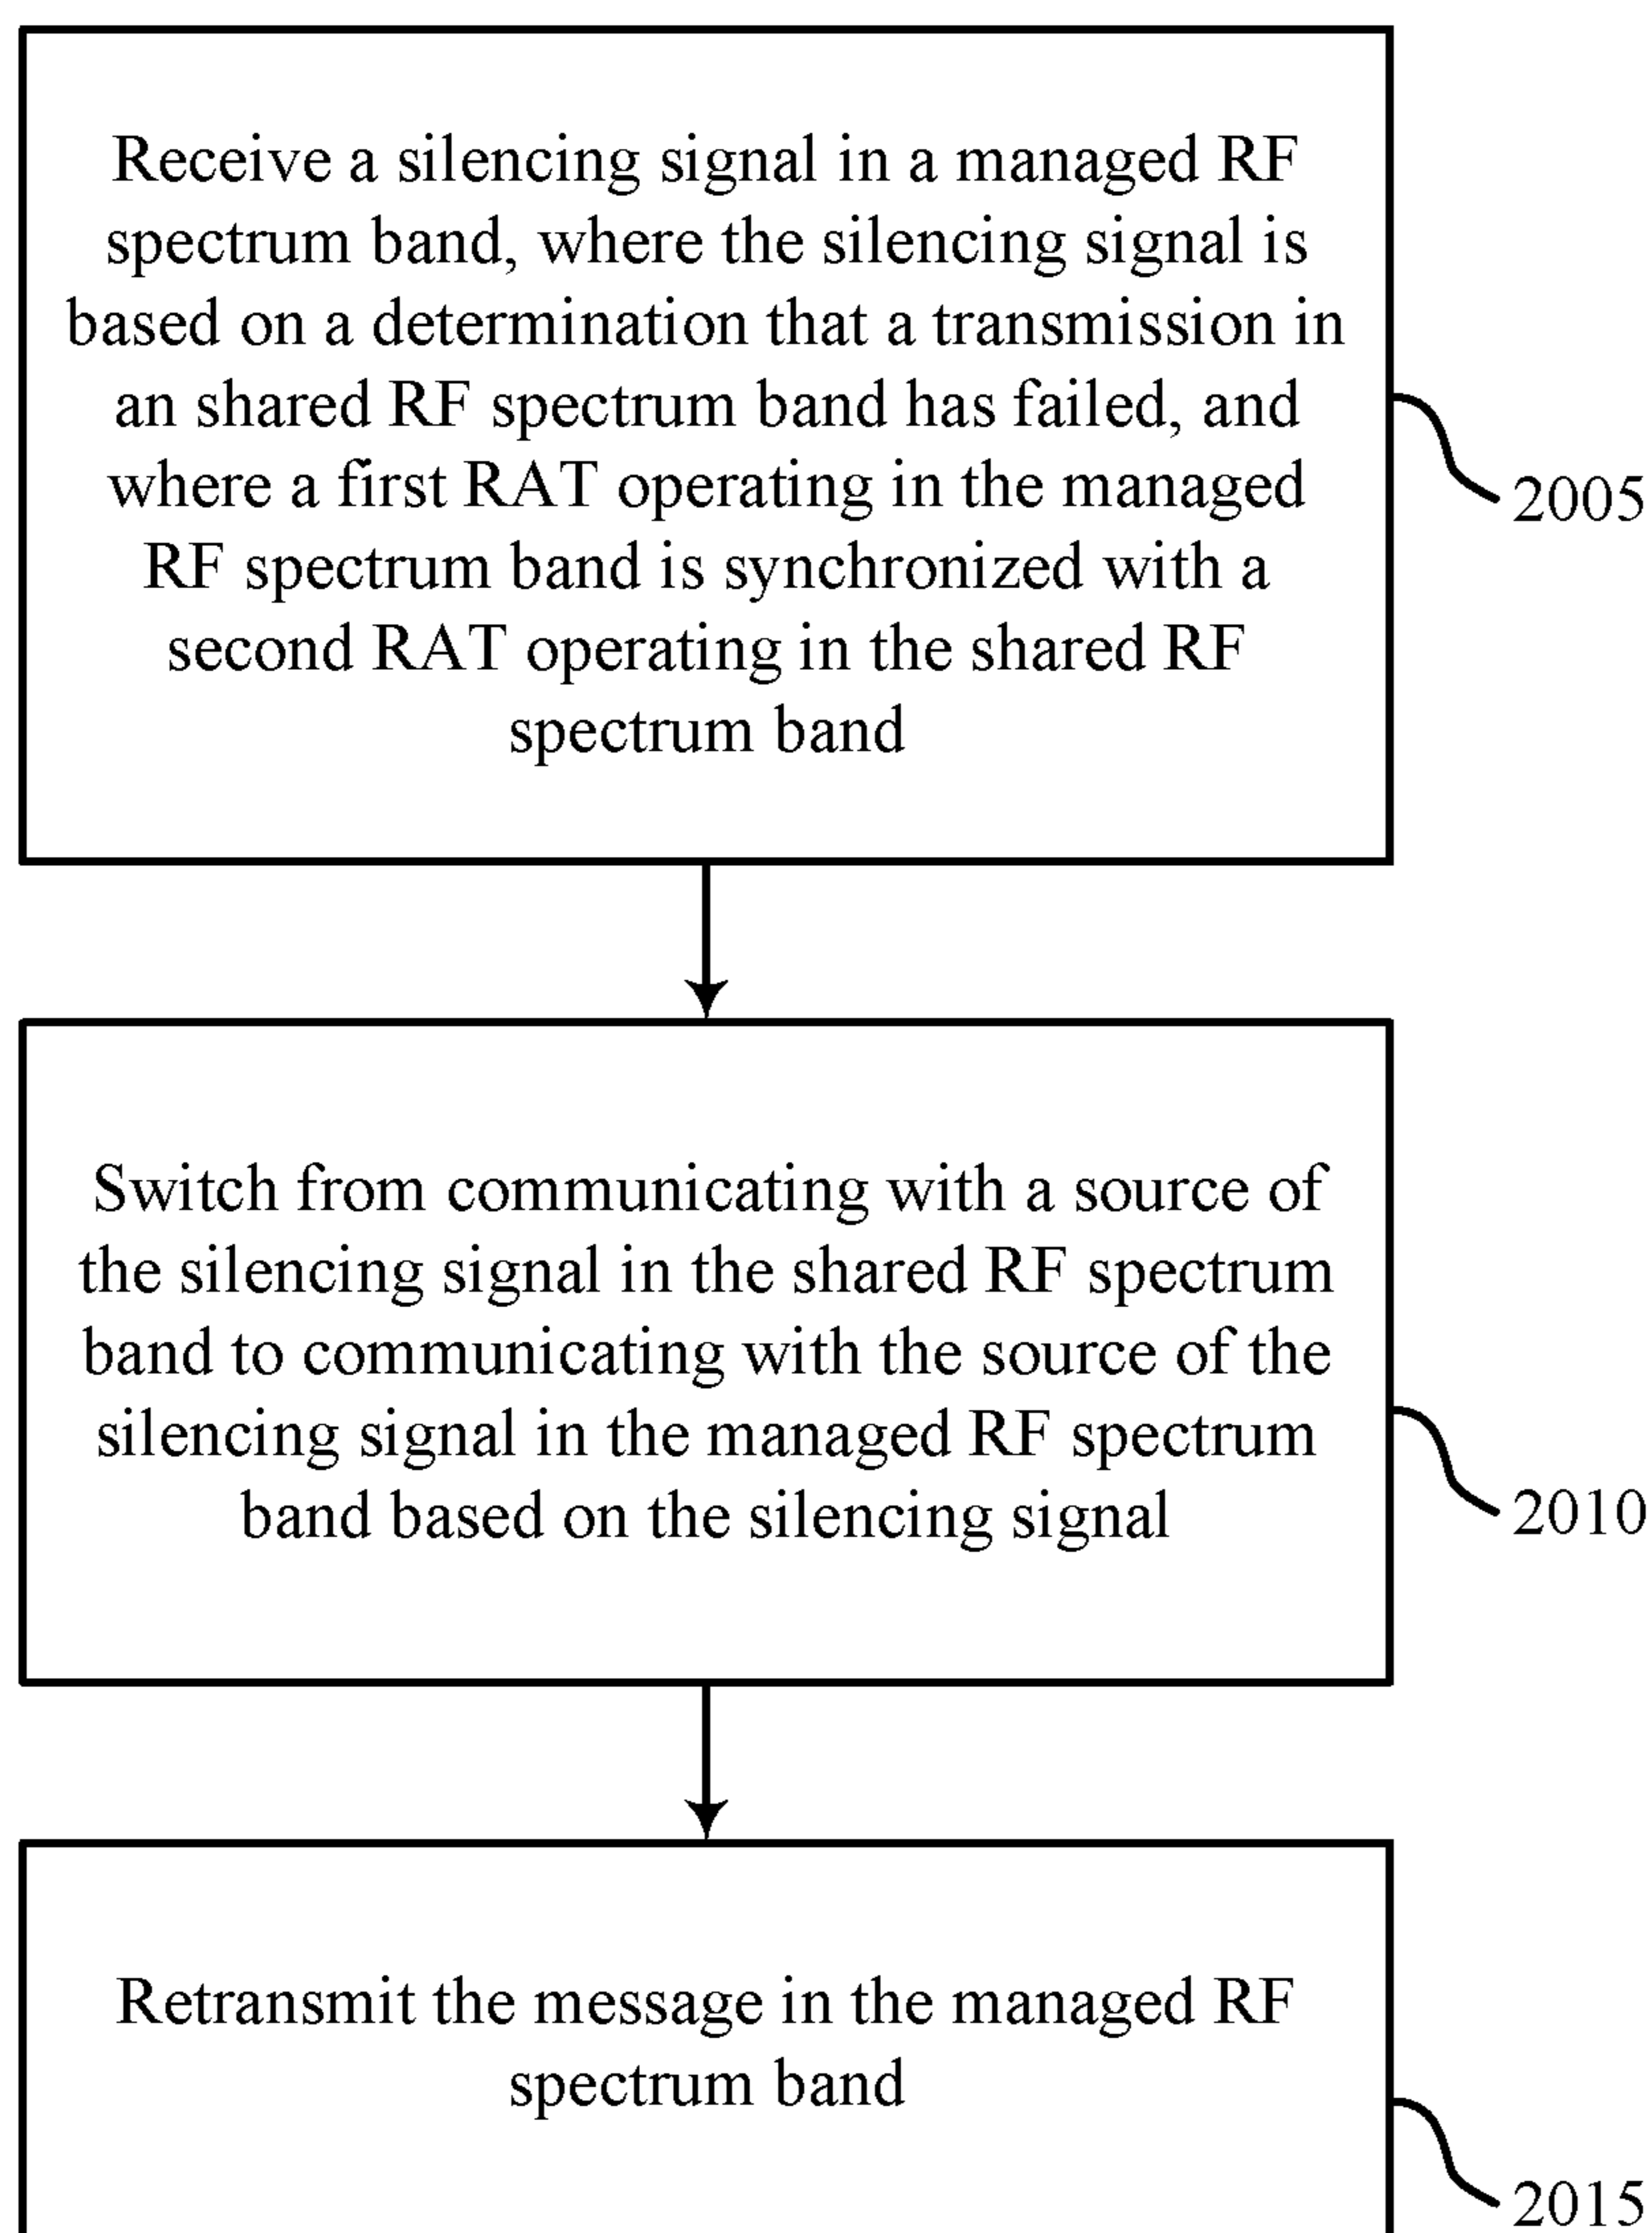 Receive a silencing signal in a managed RF
spectrum band, where the silencing signal is
based on a determination that a transmission in
an shared RF spectrum band has failed, and
where a first RAT operating in the managed
RF spectrum band is synchronized with a
second RAT operating in the shared RF
spectrum band
2005
Switch from communicating with a source of
the silencing signal in the shared RF spectrum
band to communicating with the source of the
silencing signal in the managed RF spectrum
band based on the silencing signal
2010
Retransmit the message in the managed RF
spectrum band
2015